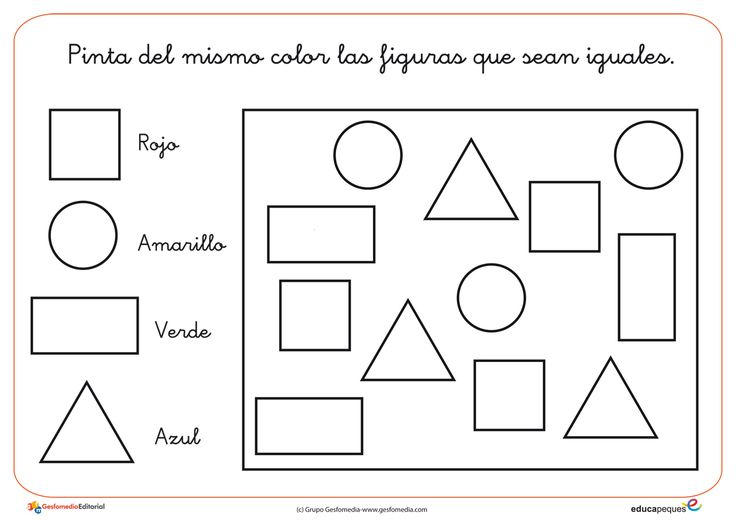 Pinta del mismo color las figuras que sean iguales.
Rojo
Amarillo
Verde
Azul
GesfomedioEditorial
(c) Grupo Gesfomedia-www.gesfomedia.com
educapeques